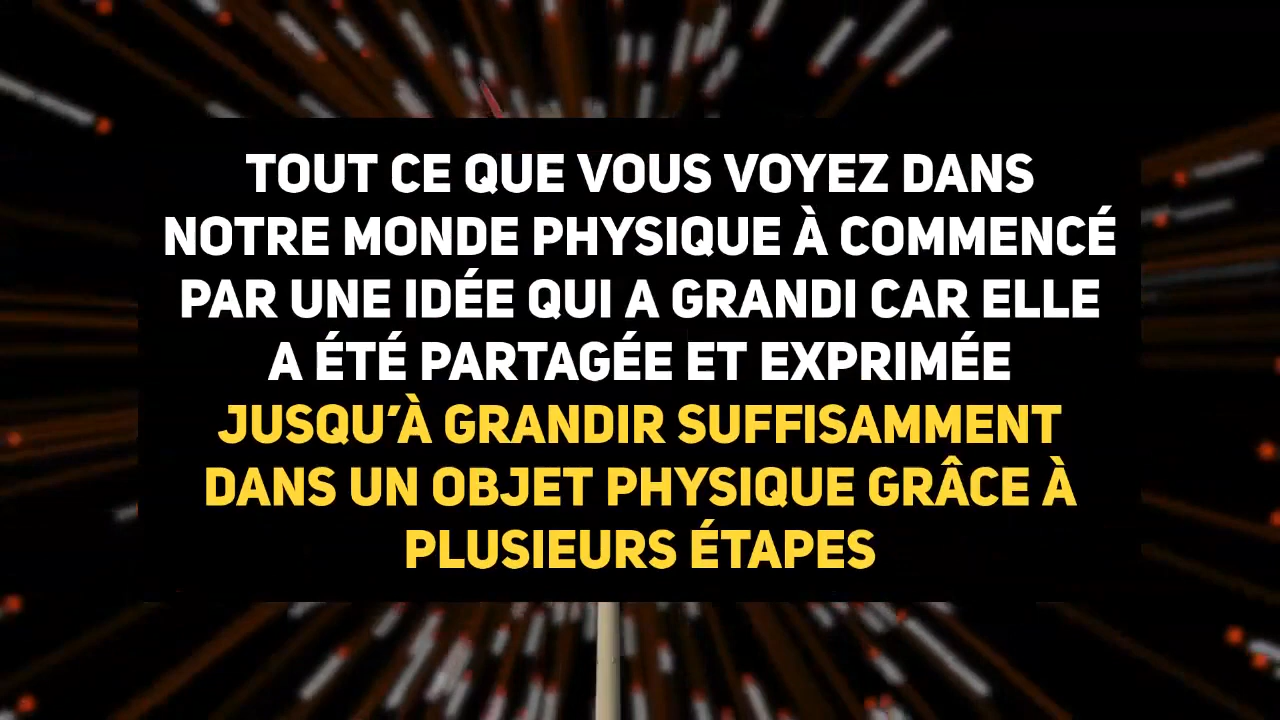 TOUT CE QUE VOUS VOYEZ DANS
NOTRE MONDE PHYSIQUE À COMMENCÉ
PAR UNE IDÉE QUI A GRANDI CAR ELLE
A ÉTÉ PARTAGÉE ET EXPRIMÉE
JUSQU’À GRANDIR SUFFISAMMENT
DANS UN OBJET PHYSIQUE GRÂCE À
PLUSIEURS ÉTAPES